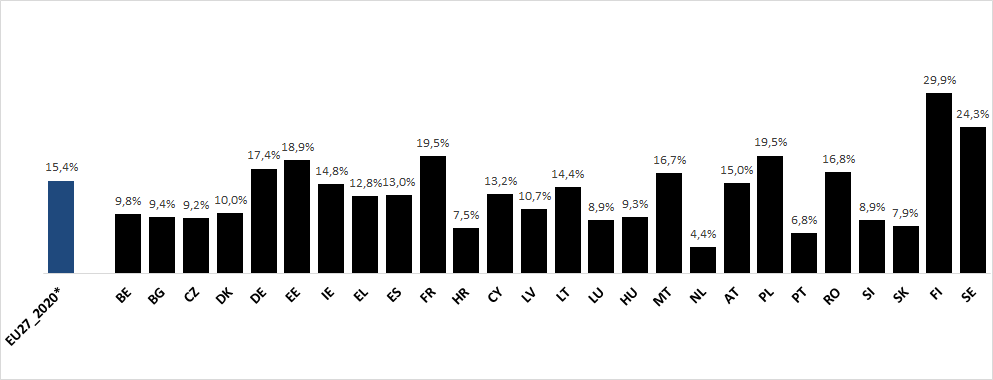 29,9%
24,3%
19,5%
19,5%
18,9%
17,4%
16,7%
16,8%
15,4%
14,8%
15,0%
14,4%
12,8%
13,0%
13,2%
10,7%
9,8%
9,4%
9,2%
10,0%
8,9%
9,3%
8,9%
7,5%
7,9%
6,8%
4,4%
EU27_2020*
BE
BG
CZ
DK
DE
EE
IE
EL
ES
FR
HR
CY
LV
LT
LU
HU
MT
NL
AT
PL
PT
RO
SI
SK
FI
SE